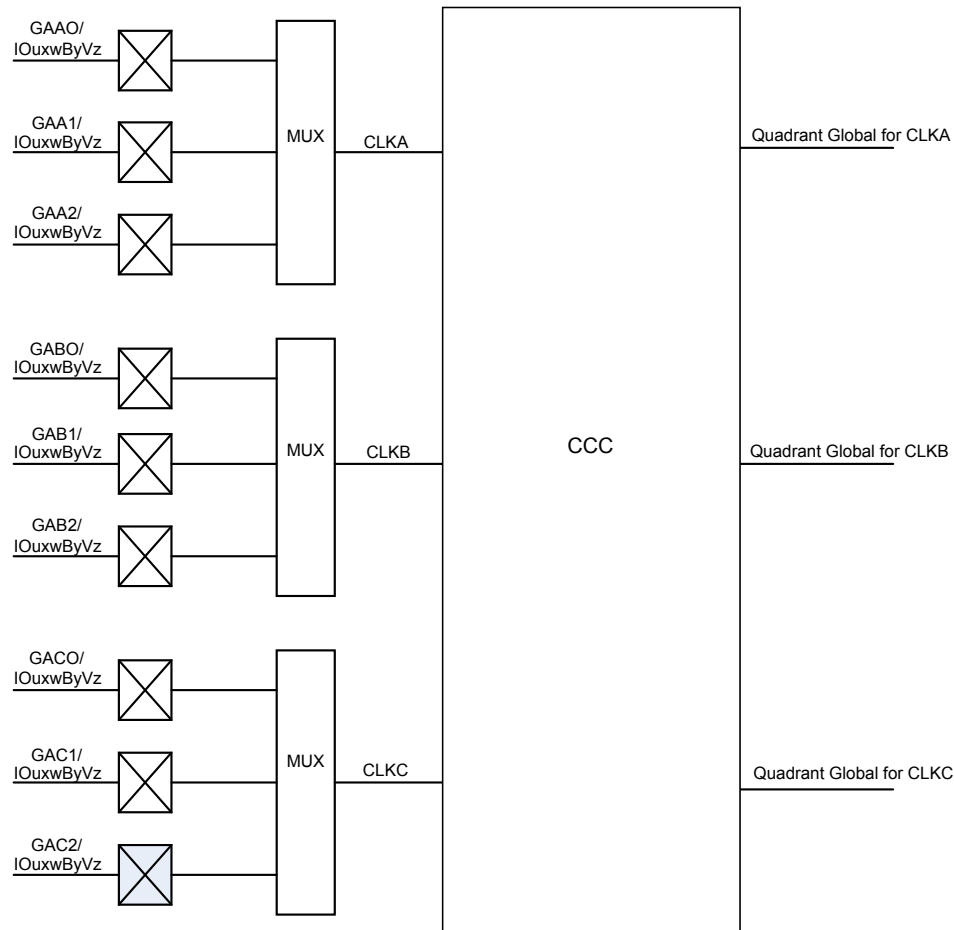 GAAO/
IOuxwByVz
GAA1/
IOuxwByVz
GAA2/
IOuxwByVz
MUX
CLKA
Quadrant Global for CLKA
GABO/
IOuxwByVz
GAB1/
IOuxwByVz
GAB2/
IOuxwByVz
MUX
CLKB
CCC
Quadrant Global for CLKB
GACO/
IOuxwByVz
GAC1/
IOuxwByVz
GAC2/
IOuxwByVz
MUX
CLKC
Quadrant Global for CLKC